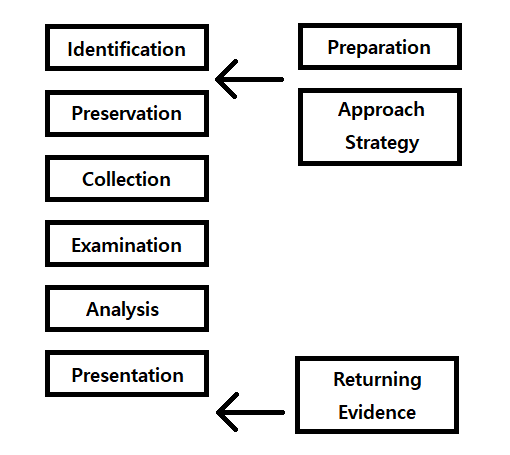 Identification
Preservation
Collection
Examination
Analysis
Presentation
Preparation
Approach
Strategy
Returning
Evidence